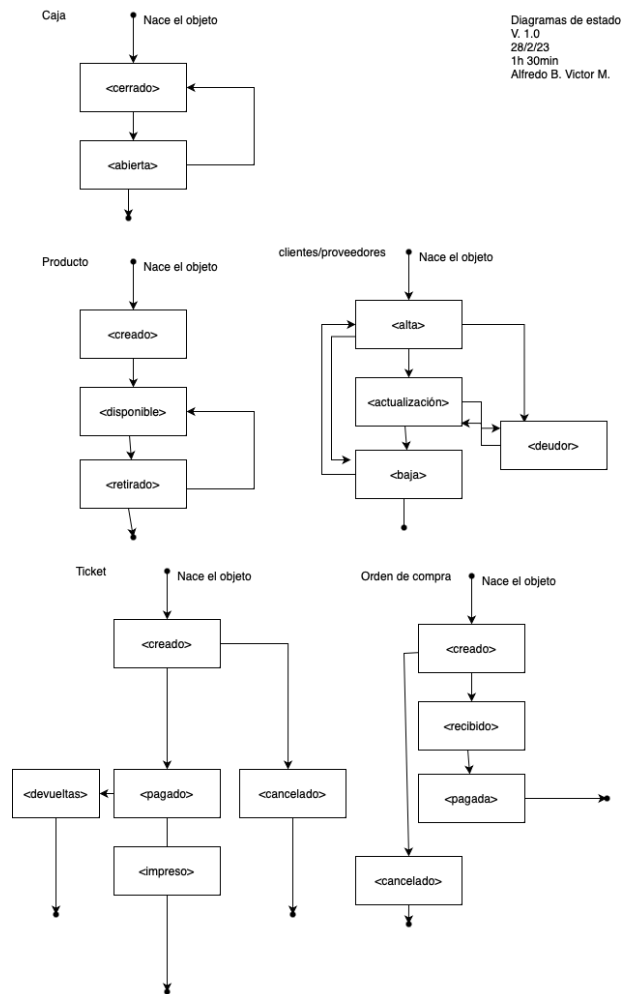 Caja
Nace el objeto
Diagramas de estado
V. 1.0
28/2/23
1h 30min
Alfredo B. Victor M.
<cerrado>
<abierta>
Producto
Nace el objeto
clientes/proveedores
Nace el objeto
<creado>
<alta>
<disponible>
<actualización>
<deudor>
<retirado>
<baja>
Ticket
Nace el objeto
Orden de compra
Nace el objeto
<creado>
<creado>
<recibido>
<devueltas>
<pagado>
<cancelado>
<pagada>
<impreso>
<cancelado>